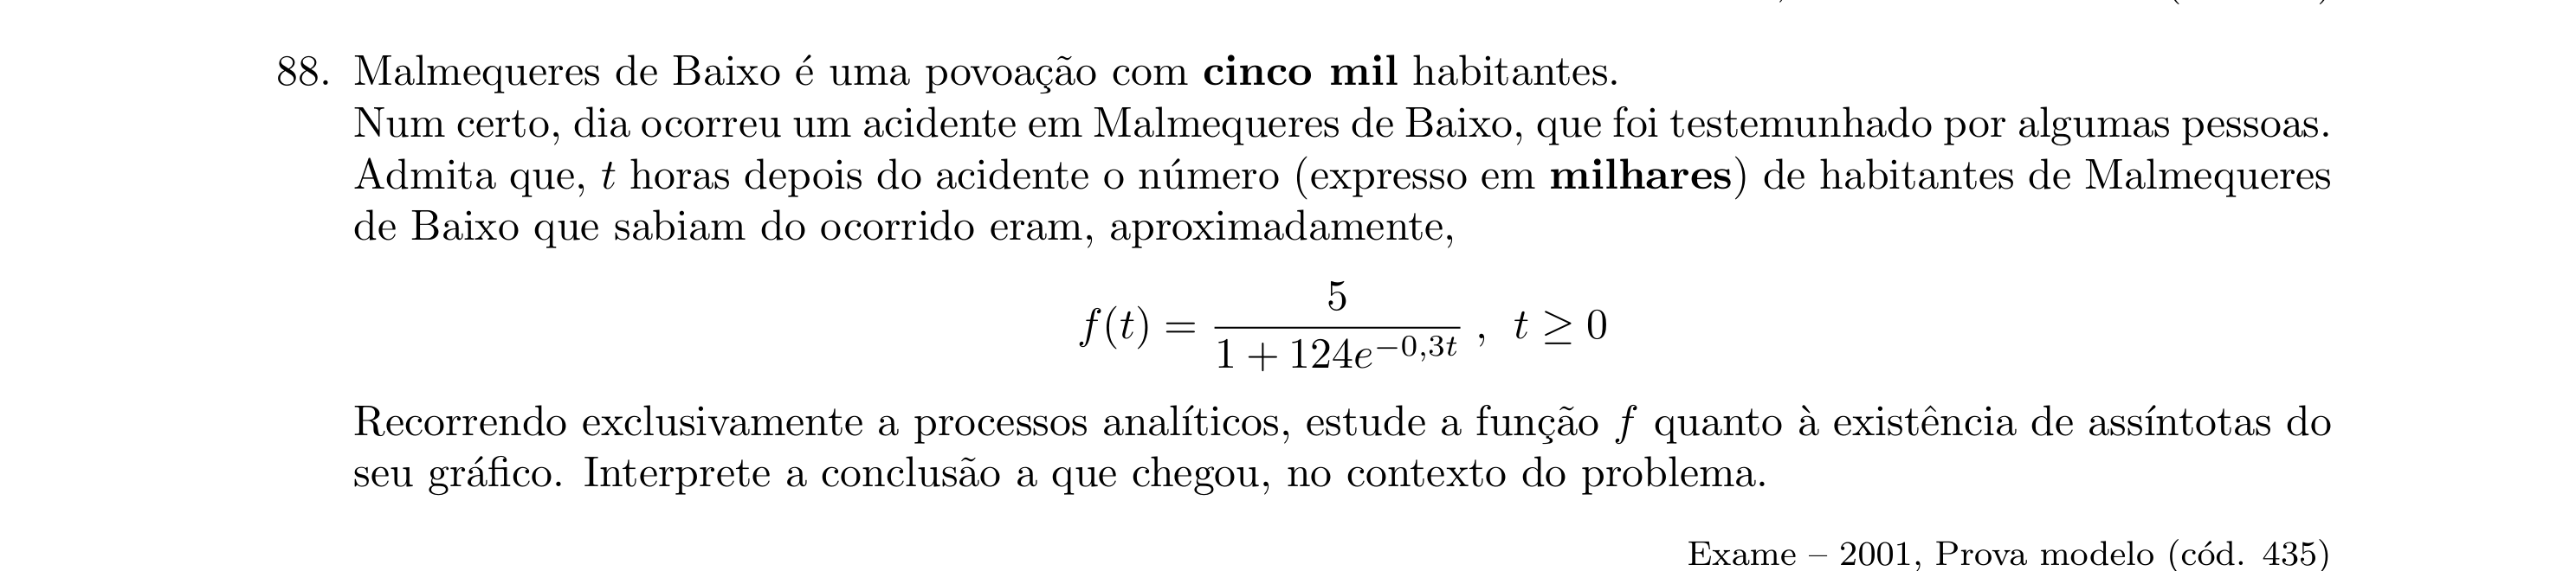 88. Malmequeres de Baixo é uma povoação com cinco mil habitantes.
Num certo, dia ocorreu um acidente em Malmequeres de Baixo, que foi testemunhado por algumas pessoas.
Admita que, t horas depois do acidente o número (expresso em milhares) de habitantes de Malmequeres
de Baixo que sabiam do ocorrido eram, aproximadamente,
f(t) = \frac{5}{1 + 124e^{-0,3t}} , t ≥ 0
Recorrendo exclusivamente a processos analíticos, estude a função f quanto à existência de assíntotas do
seu gráfico. Interprete a conclusão a que chegou, no contexto do problema.
Exame – 2001, Prova modelo (cód. 435)